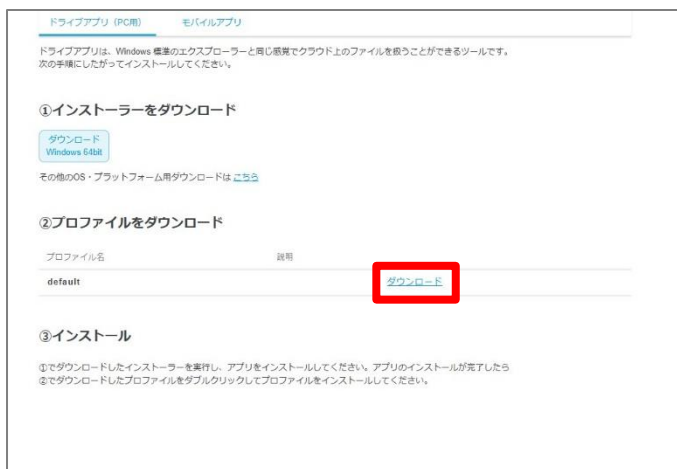 ドライブアプリ（PC用） モバイルアプリ
ドライブアプリは、Windows 標準のエクスプローラーと同じ感覚でクラウド上のファイルを扱うことができるツールです。
次の手順にしたがってインストールしてください。
①インストーラーをダウンロード
ダウンロード
Windows 64bit
その他のOS・プラットフォーム用ダウンロードは こちら
②プロファイルをダウンロード
プロファイル名 説明
default ダウンロード
③インストール
①でダウンロードしたインストーラーを実行し、アプリをインストールしてください。アプリのインストールが完了したら
②でダウンロードしたプロファイルをダブルクリックしてプロファイルをインストールしてください。